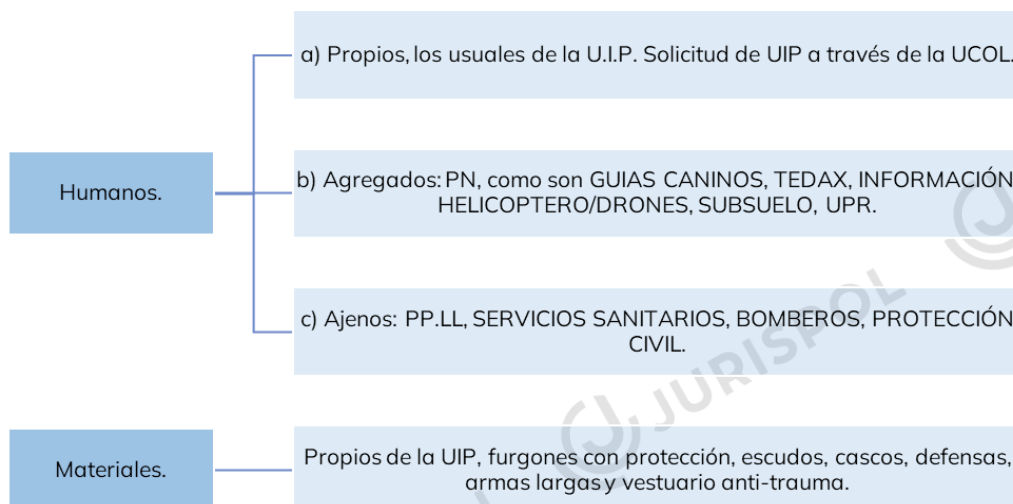 a) Propios, los usuales de la U.I.P. Solicitud de UIP a través de la UCOL.
Humanos.
b) Agregados: PN, como son GUIAS CANINOS, TEDAX, INFORMACIÓN
HELICOPTERO/DRONES, SUBSUELO, UPR.
c) Ajenos: PP.LL, SERVICIOS SANITARIOS, BOMBEROS, PROTECCIÓN
CIVIL.
JURISPOL
Materiales.
Propios de la UIP, furgones con protección, escudos, cascos, defensas,
armas largas y vestuario anti-trauma.